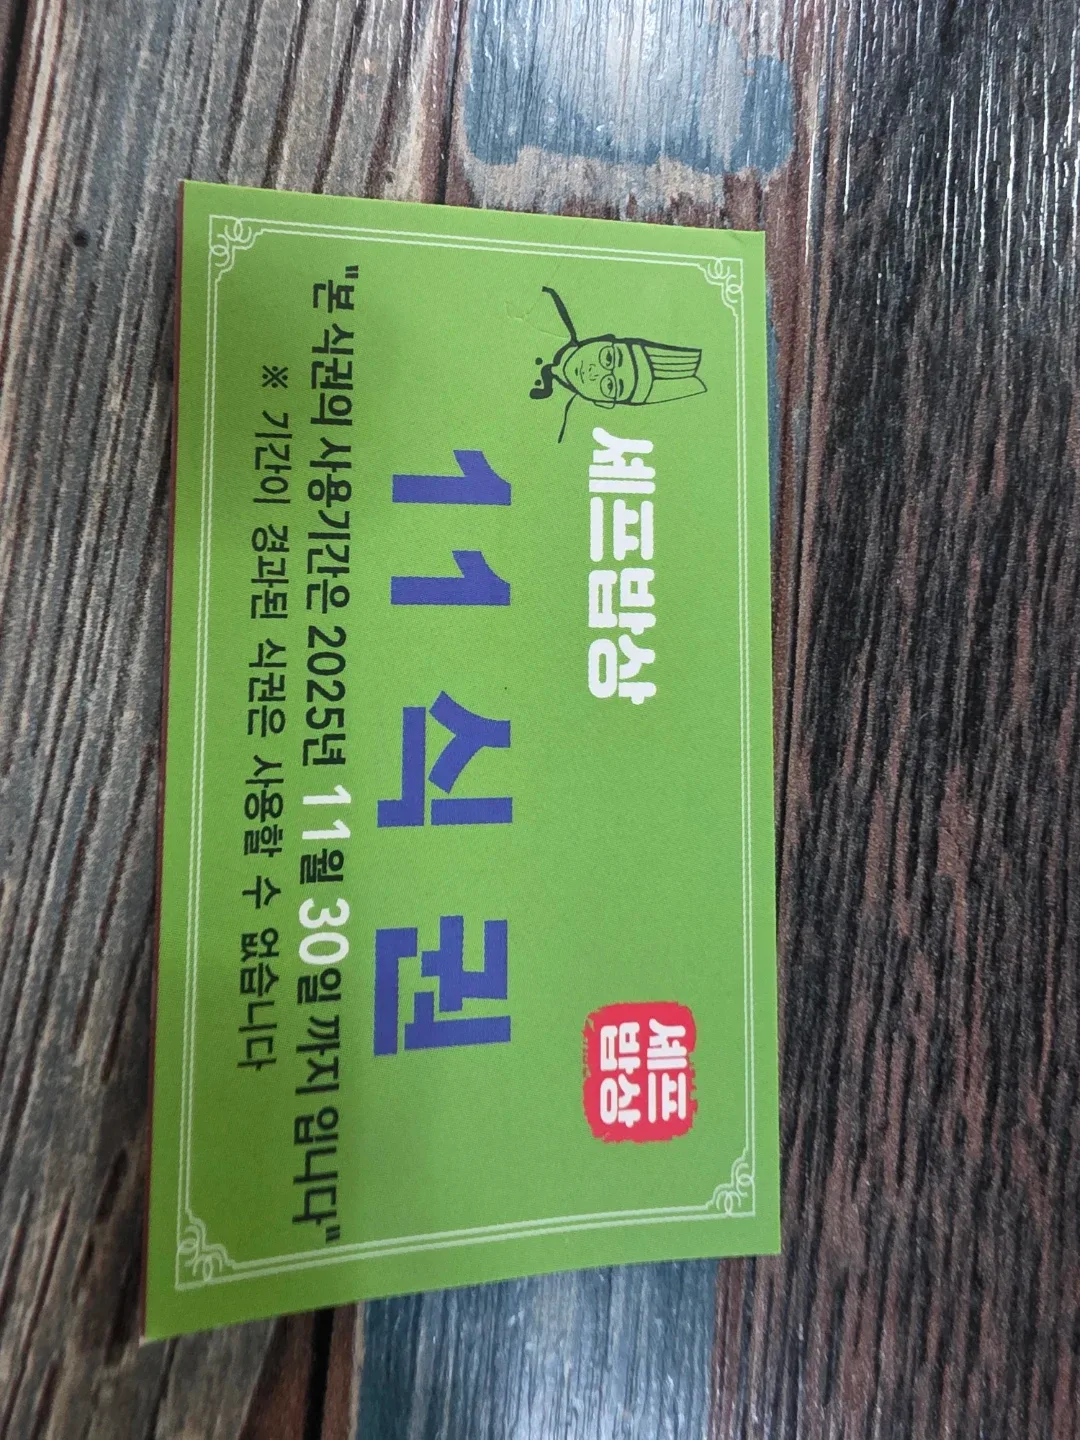 셰프밥상
셰프
밥상
11 식 권
"본 식권의 사용기간은 2025년 11월 30일 까지 입니다"
※ 기간이 경과된 식권은 사용할 수 없습니다